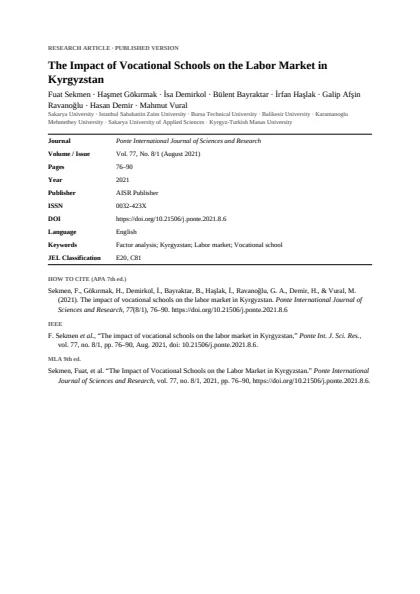 RESEARCH ARTICLE · PUBLISHED VERSION
The Impact of Vocational Schools on the Labor Market in
Kyrgyzstan
Fuat Sekmen · Haşmet Gökırmak · İsa Demirkol · Bülent Bayraktar · İrfan Haşlak · Galip Afşin
Ravanoğlu · Hasan Demir · Mahmut Vural
Sakarya University · Istanbul Sabahattin Zaim University · Bursa Technical University · Balikesir University · Karamanoglu
Mehmetbey University · Sakarya University of Applied Sciences · Kyrgyz-Turkish Manas University
Journal Ponte International Journal of Sciences and Research
Volume / Issue Vol. 77, No. 8/1 (August 2021)
Pages 76–90
Year 2021
Publisher AISR Publisher
ISSN 0032-423X
DOI https://doi.org/10.21506/j.ponte.2021.8.6
Language English
Keywords Factor analysis; Kyrgyzstan; Labor market; Vocational school
JEL Classification E20, C81
HOW TO CITE (APA 7th ed.)
Sekmen, F., Gökırmak, H., Demirkol, İ., Bayraktar, B., Haşlak, İ., Ravanoğlu, G. A., Demir, H., & Vural, M.
(2021). The impact of vocational schools on the labor market in Kyrgyzstan. Ponte International Journal of
Sciences and Research, 77(8/1), 76–90. https://doi.org/10.21506/j.ponte.2021.8.6
IEEE
F. Sekmen et al., “The impact of vocational schools on the labor market in Kyrgyzstan,” Ponte Int. J. Sci. Res.,
vol. 77, no. 8/1, pp. 76–90, Aug. 2021, doi: 10.21506/j.ponte.2021.8.6.
MLA 9th ed.
Sekmen, Fuat, et al. “The Impact of Vocational Schools on the Labor Market in Kyrgyzstan.” Ponte International
Journal of Sciences and Research, vol. 77, no. 8/1, 2021, pp. 76–90, https://doi.org/10.21506/j.ponte.2021.8.6.